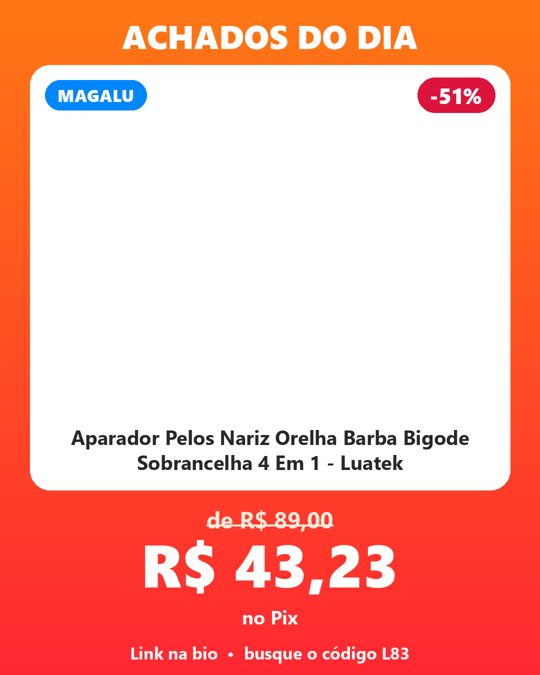 ACHADOS DO DIA
MAGALU
-51%
Aparador Pelos Nariz Orelha Barba Bigode
Sobrancelha 4 Em 1 - Luatek
de R$ 89,00
R$ 43,23
no Pix
Link na bio • busque o código L83